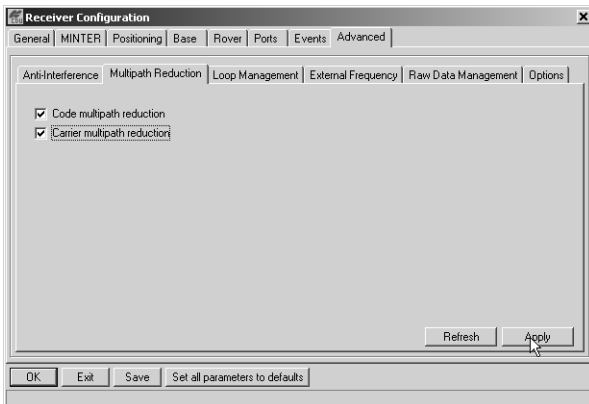 Receiver Configuration
General MINTER Positioning Base Rover Ports Events Advanced
Anti-Interference Multipath Reduction Loop Management External Frequency Raw Data Management Options
Code multipath reduction
Carrier multipath reduction
Refresh Apply
OK Exit Save Set all parameters to defaults